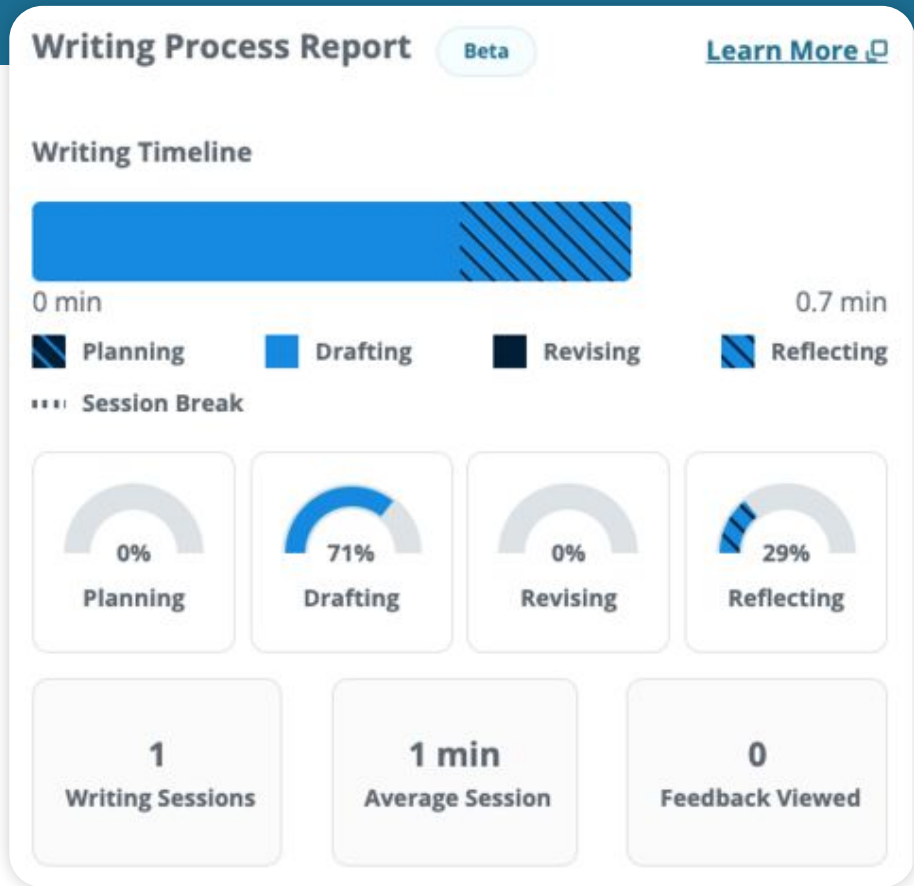 Writing Process Report Beta Learn More
Writing Timeline
0 min 0.7 min
Planning Drafting Revising Reflecting
Session Break
0% 71% 0% 29%
Planning Drafting Revising Reflecting
1 1 min 0
Writing Sessions Average Session Feedback Viewed